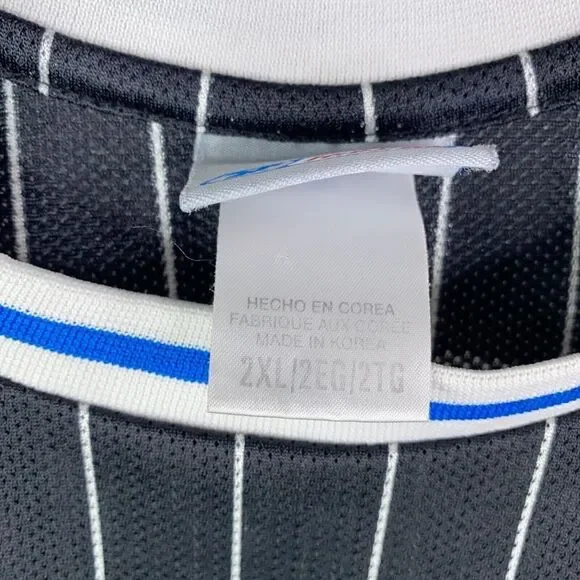 HECHO EN COREA
FABRIQUE AUX COREE
MADE IN KOREA
2XL/2EG/2TG